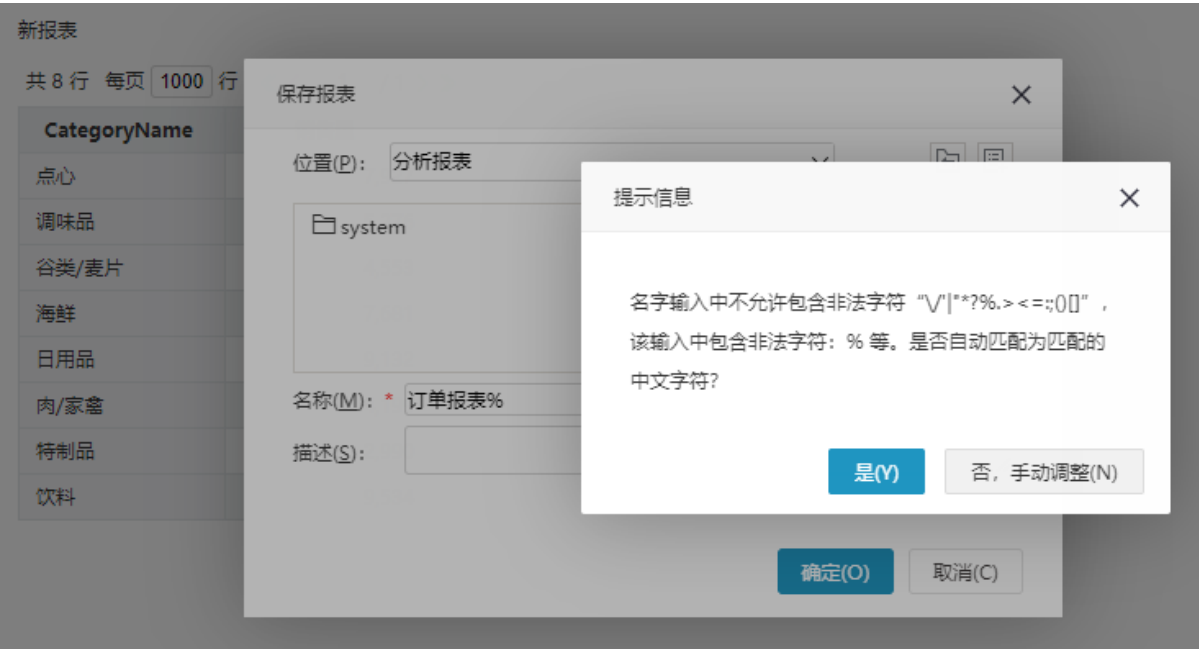 新报表
共 8 行 每页 1000 行
保存报表
CategoryName
位置(P): 分析报表
点心
提示信息
调味品
system
谷类/麦片
名字输入中不允许包含非法字符“\/'|"*?%.><=:;()[]”，
海鲜
该输入中包含非法字符：% 等。是否自动匹配为匹配的
日用品
中文字符？
名称(M): * 订单报表%
肉/家禽
特制品
描述(S):
是(Y) 否，手动调整(N)
饮料
确定(O) 取消(C)